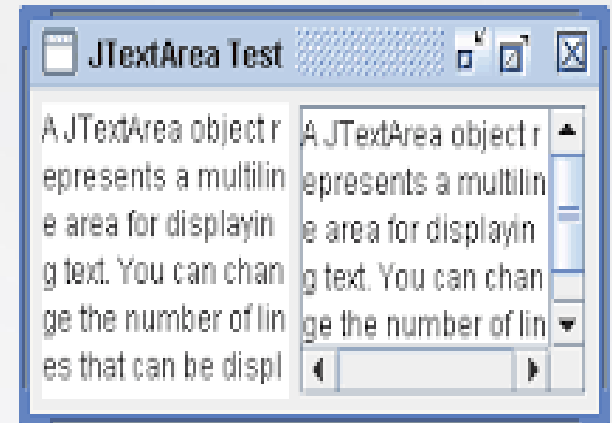 JTextArea Test
A JTextArea object r
epresents a multilin
e area for displayin
g text. You can chan
ge the number of lin
es that can be displ
A JTextArea object r
epresents a multilin
e area for displayin
g text. You can chan
ge the number of lin